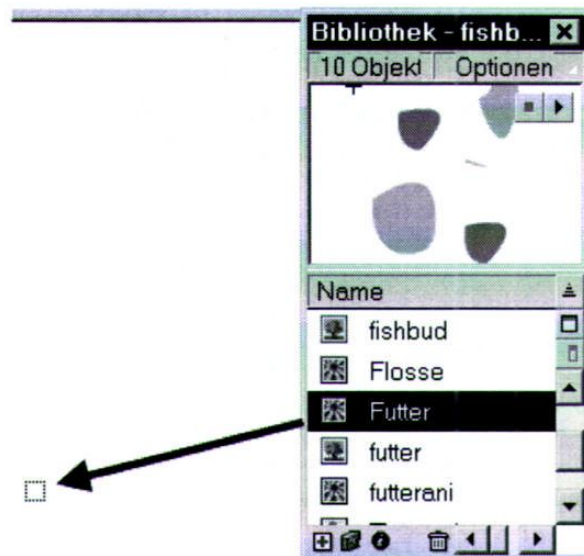 Bibliothek - fishb...
10 Objekt Optionen
Name
fishbud
Flosse
Futter
futter
futterani